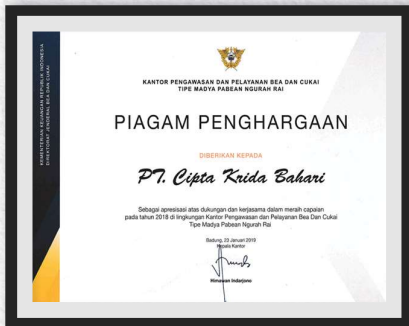 KEMENTERIAN KEUANGAN REPUBLIK INDONESIA
DIREKTORAT JENDERAL BEA DAN CUKAI
KANTOR PENGAWASAN DAN PELAYANAN BEA DAN CUKAI
TIPE MADYA PABEAN NGURAH RAI
PIAGAM PENGHARGAAN
DIBERIKAN KEPADA
PT. Cipta Krida Bahari
Sebagai apresisasi atas dukungan dan kerjasama dalam meraih capaian
pada tahun 2018 di lingkungan Kantor Pengawasan dan Pelayanan Bea Dan Cukai
Tipe Madya Pabean Ngurah Rai
Badung, 23 Januari 2019
Kepala Kantor
Himawan Indarjono